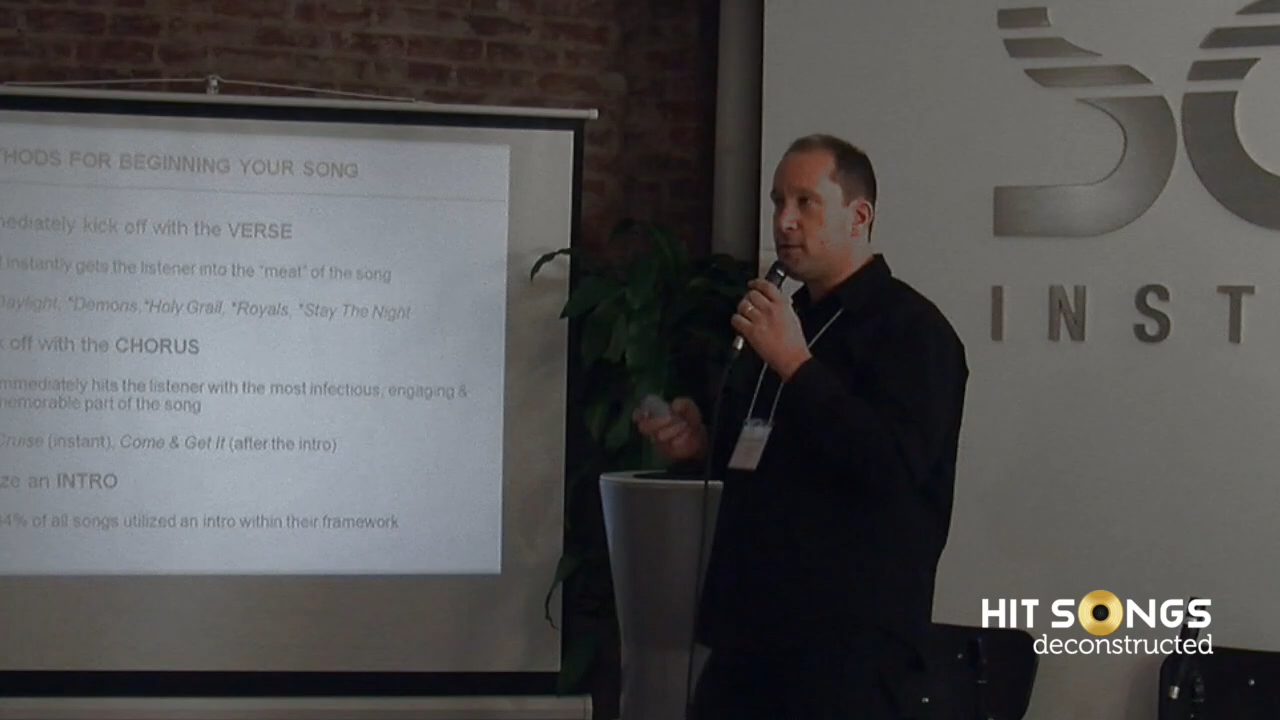 THODS FOR BEGINNING YOUR SONG
mediately kick off with the VERSE
instantly gets the listener into the "meat" of the song
Daylight, *Demons,*Holy Grail, *Royals, *Stay The Night
off with the CHORUS
mmediately hits the listener with the most infectious, engaging &
memorable part of the song
Cruise (instant), Come & Get It (after the intro)
ze an INTRO
4% of all songs utilized an intro within their framework
INST
HIT SONGS
deconstructed